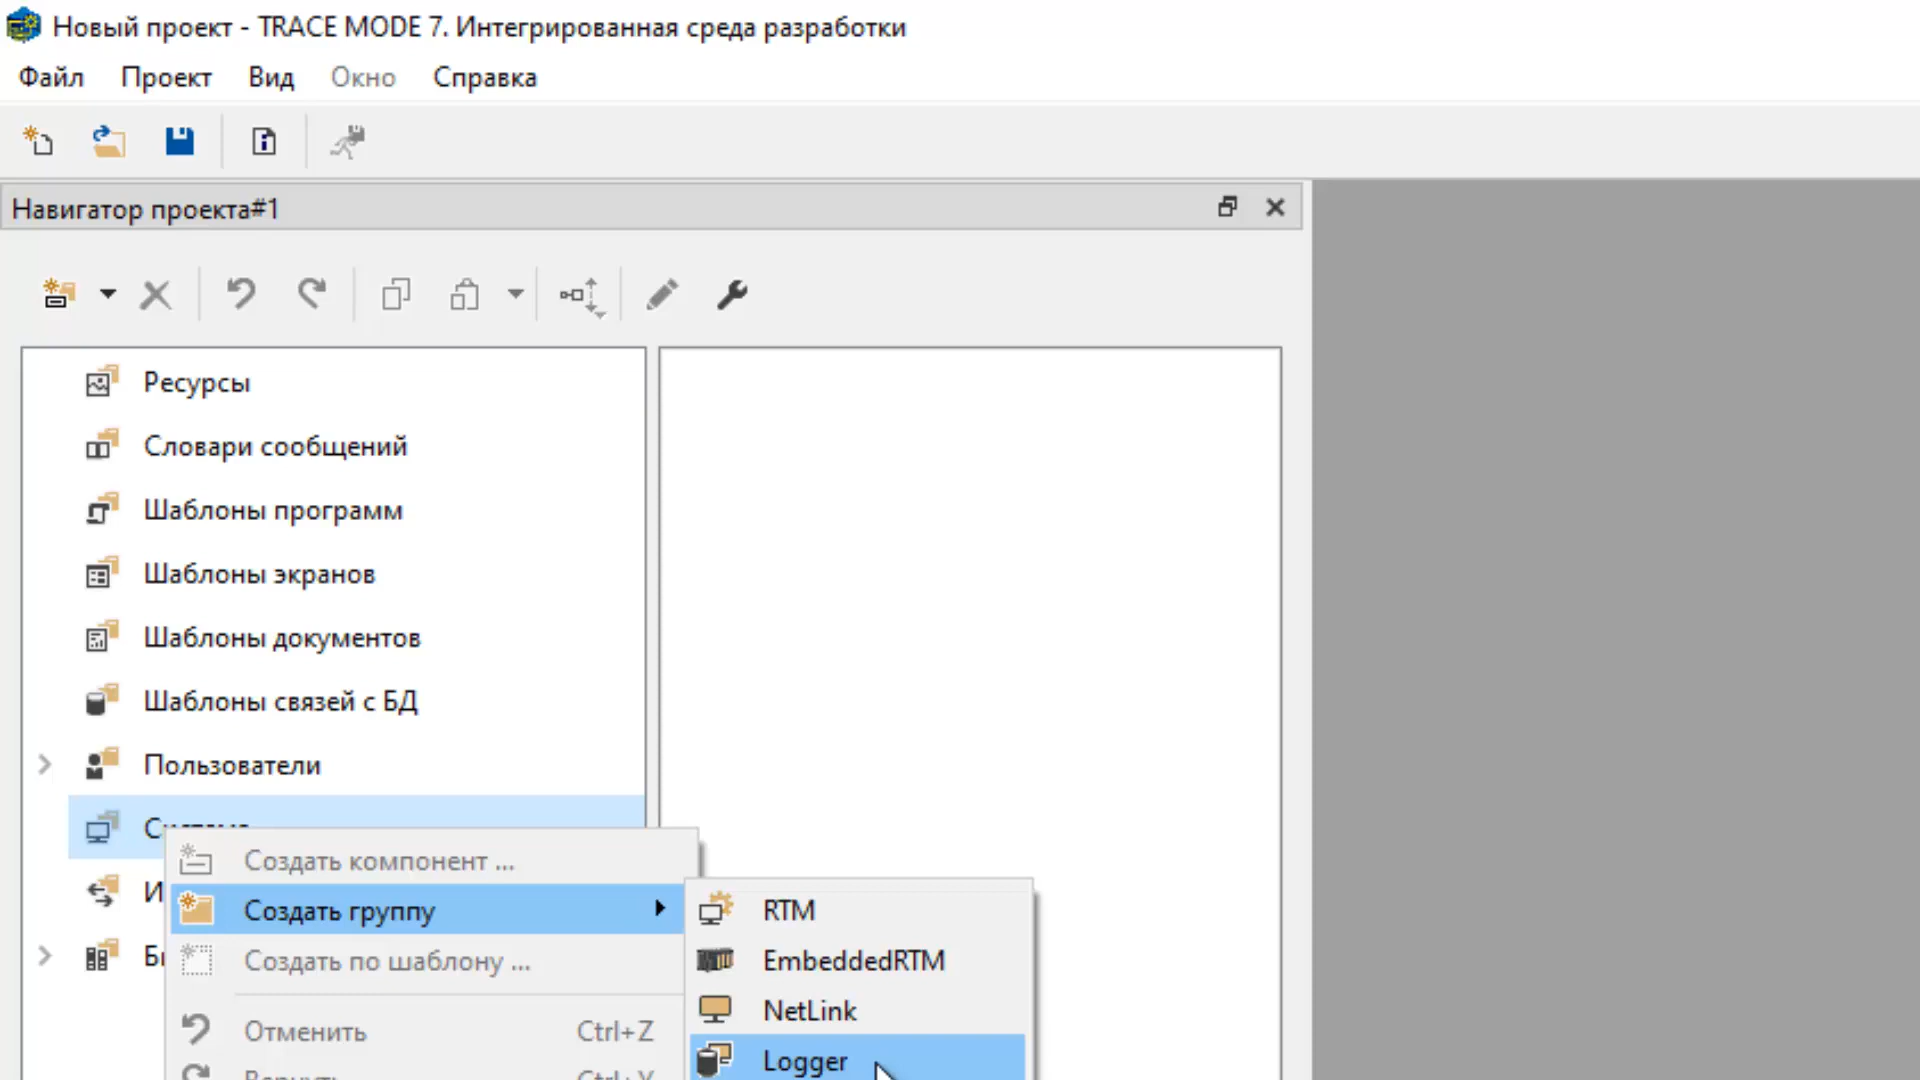 Новый проект - TRACE MODE 7. Интегрированная среда разработки
Файл Проект Вид Окно Справка
Навигатор проекта#1
Ресурсы
Словари сообщений
Шаблоны программ
Шаблоны экранов
Шаблоны документов
Шаблоны связей с БД
Пользователи
Создать компонент ...
Создать группу
RTM
EmbeddedRTM
Создать по шаблону ...
NetLink
Отменить Ctrl+Z
Logger